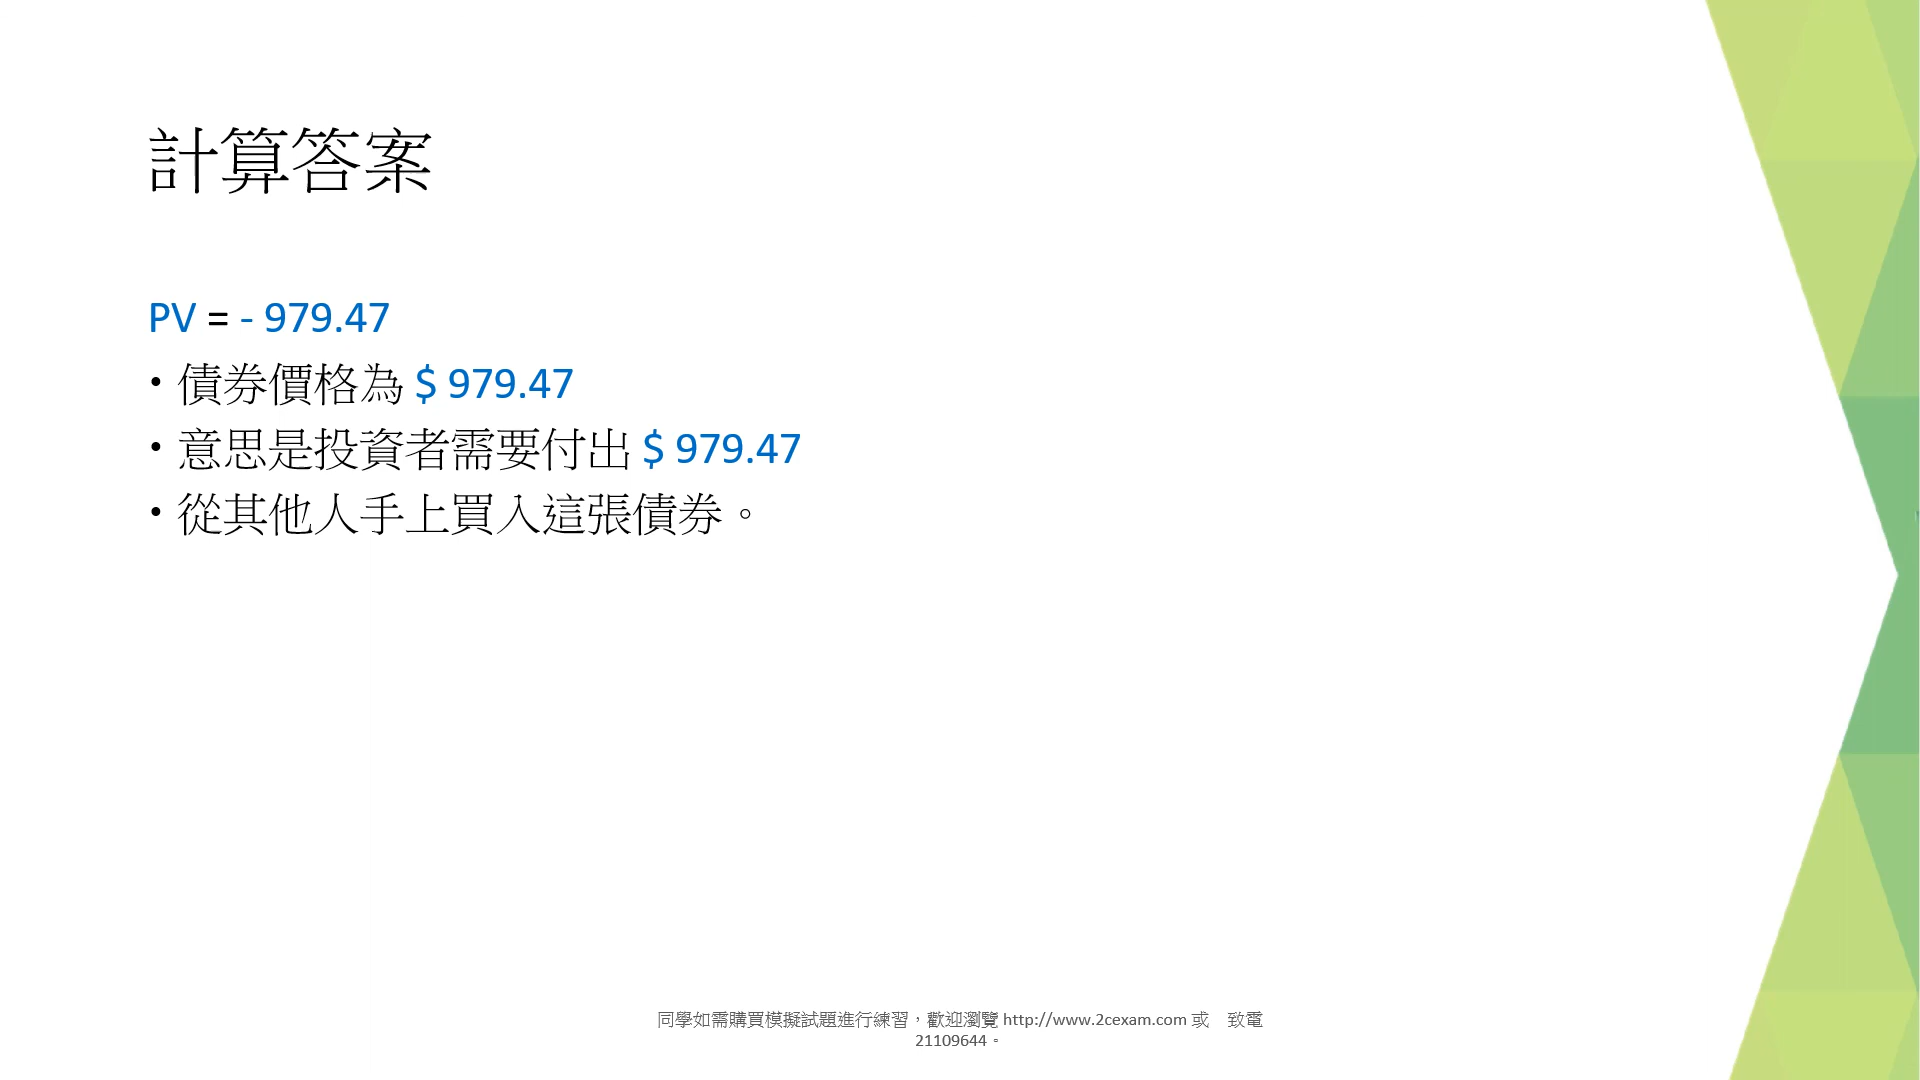 計算答案
PV = - 979.47
• 債券價格為 $ 979.47
• 意思是投資者需要付出 $ 979.47
• 從其他人手上買入這張債券。
同學如需購買模擬試題進行練習，歡迎瀏覽 http://www.2cexam.com 或　致電
21109644。